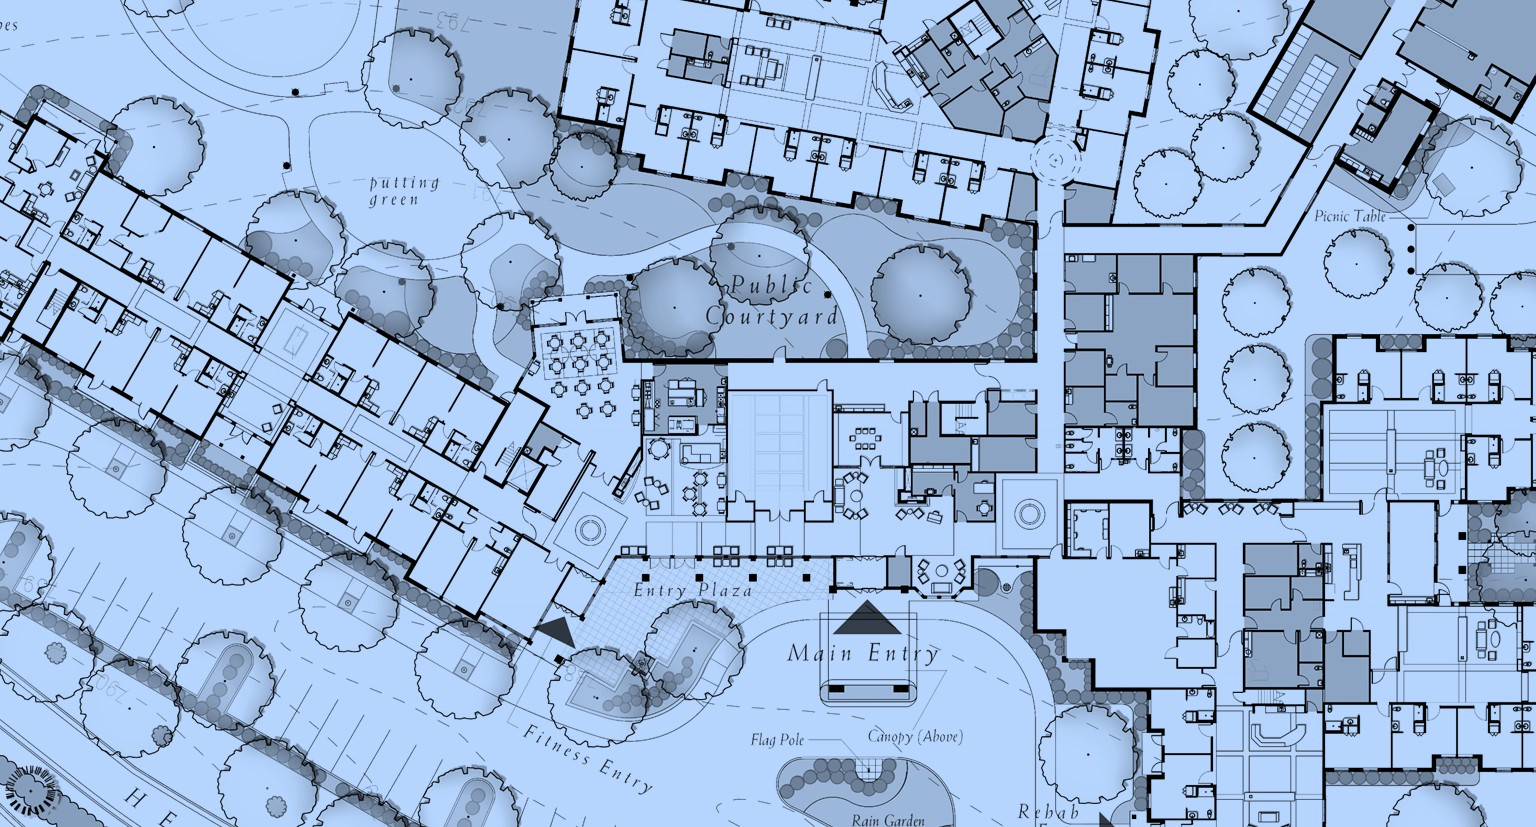 putting
green
Picnic Table
Public
Courtyard
Entry Plaza
Main Entry
Fitness Entry
Flag Pole
Canopy (Above)
Rehab
Rain Garden
H E